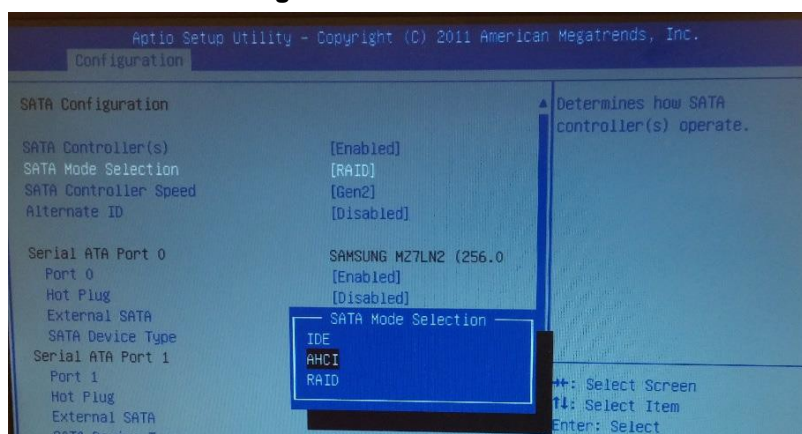 Aptio Setup Utility - Copyright (C) 2011 American Megatrends, Inc.
Configuration
SATA Configuration
SATA Controller(s) [Enabled]
SATA Mode Selection [RAID]
SATA Controller Speed [Gen2]
Alternate ID [Disabled]
Serial ATA Port 0 SAMSUNG MZ7LN2 (256.0
Port 0 [Enabled]
Hot Plug [Disabled]
External SATA
SATA Device Type
Serial ATA Port 1
Port 1
Hot Plug
External SATA
SATA Mode Selection
IDE
AHCI
RAID
Determines how SATA
controller(s) operate.
: Select Screen
↑↓: Select Item
Enter: Select